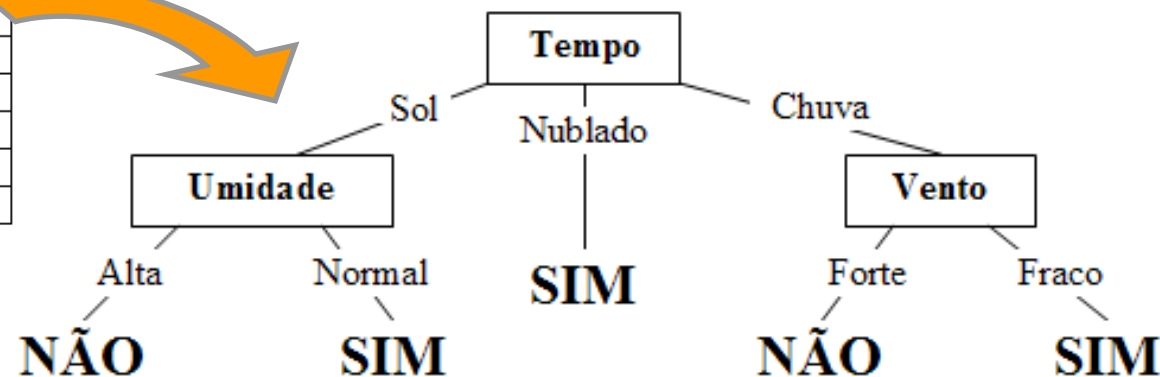 Tempo
Sol
Nublado
Chuva
Umidade
Vento
Alta
Normal
SIM
Forte
Fraco
NÃO
SIM
NÃO
SIM